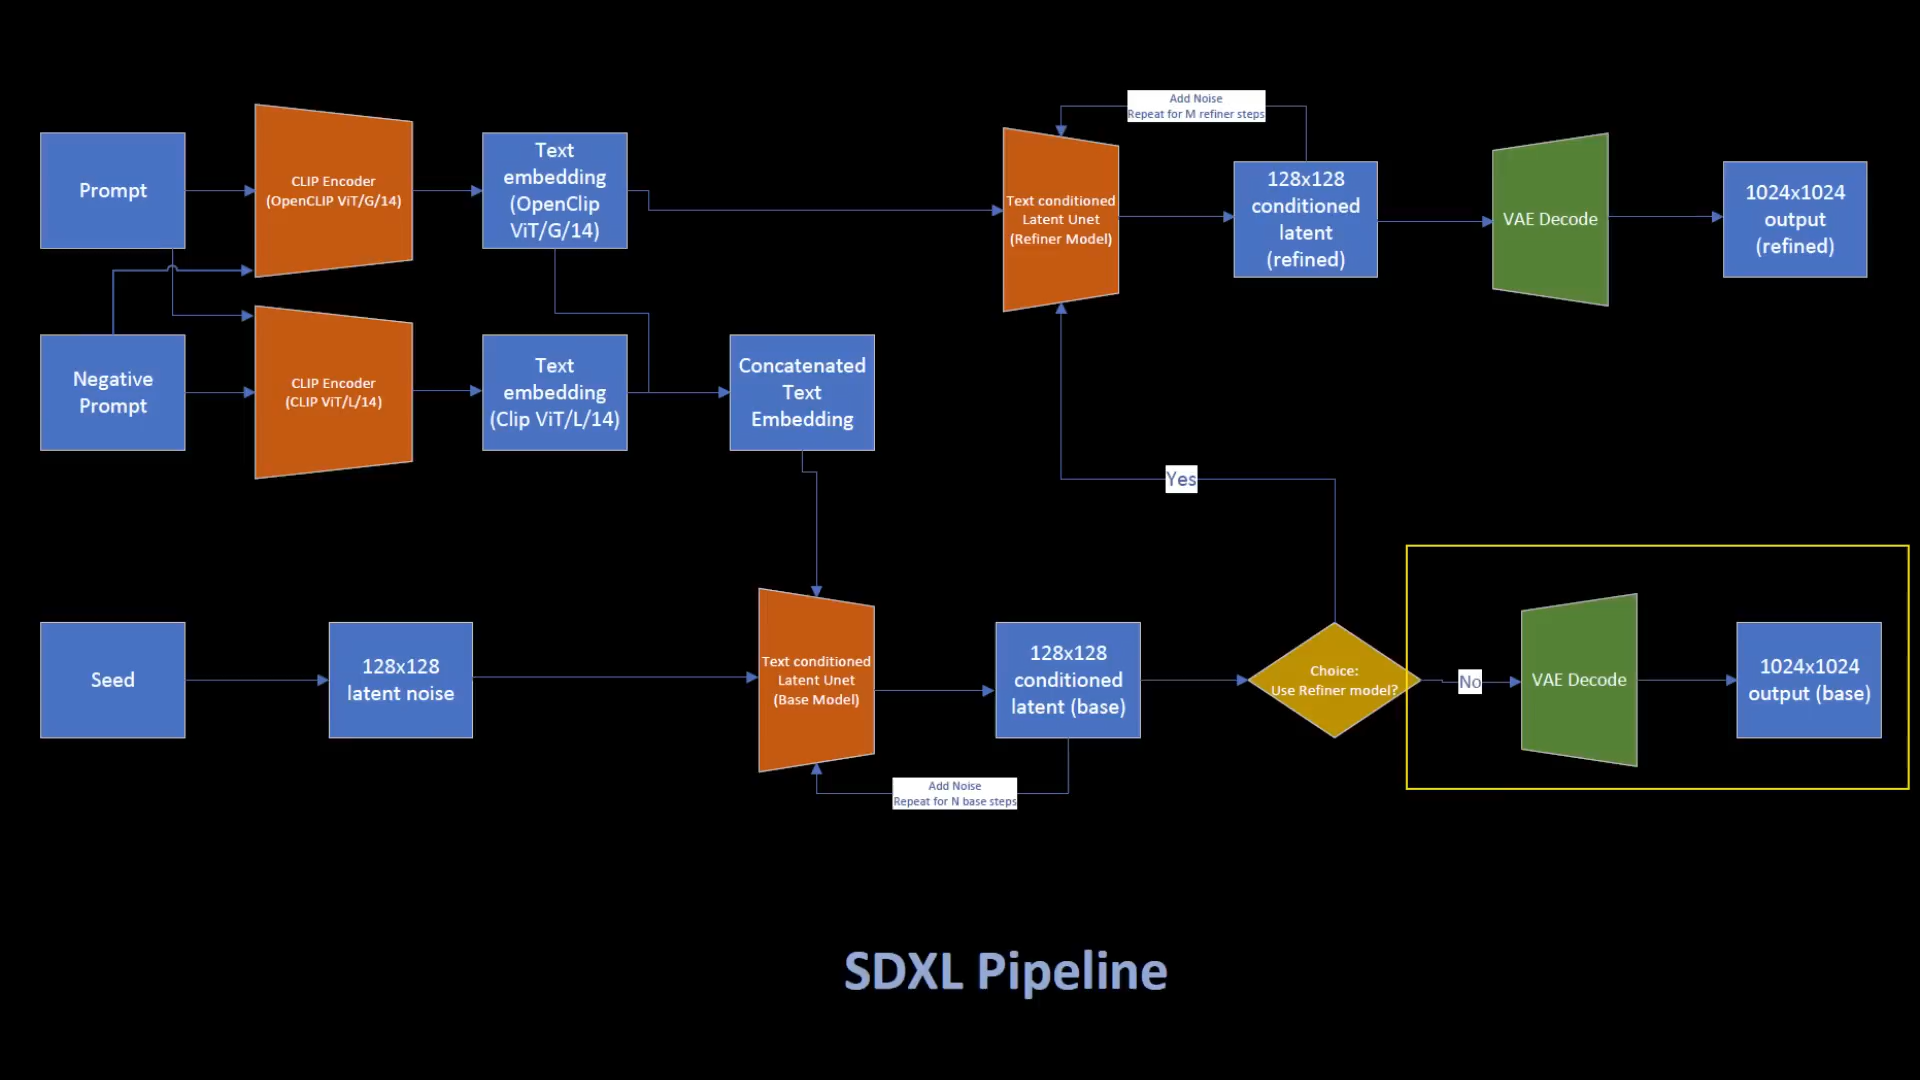 Add Noise
Repeat for M refiner steps
Prompt
CLIP Encoder
(OpenCLIP ViT/G/14)
Text
embedding
(OpenClip
ViT/G/14)
Text conditioned
Latent Unet
(Refiner Model)
128x128
conditioned
latent
(refined)
VAE Decode
1024x1024
output
(refined)
Negative
Prompt
CLIP Encoder
(CLIP ViT/L/14)
Text
embedding
(Clip ViT/L/14)
Concatenated
Text
Embedding
Yes
Seed
128x128
latent noise
Text conditioned
Latent Unet
(Base Model)
128x128
conditioned
latent (base)
Choice:
Use Refiner model?
No
VAE Decode
1024x1024
output (base)
Add Noise
Repeat for N base steps
SDXL Pipeline